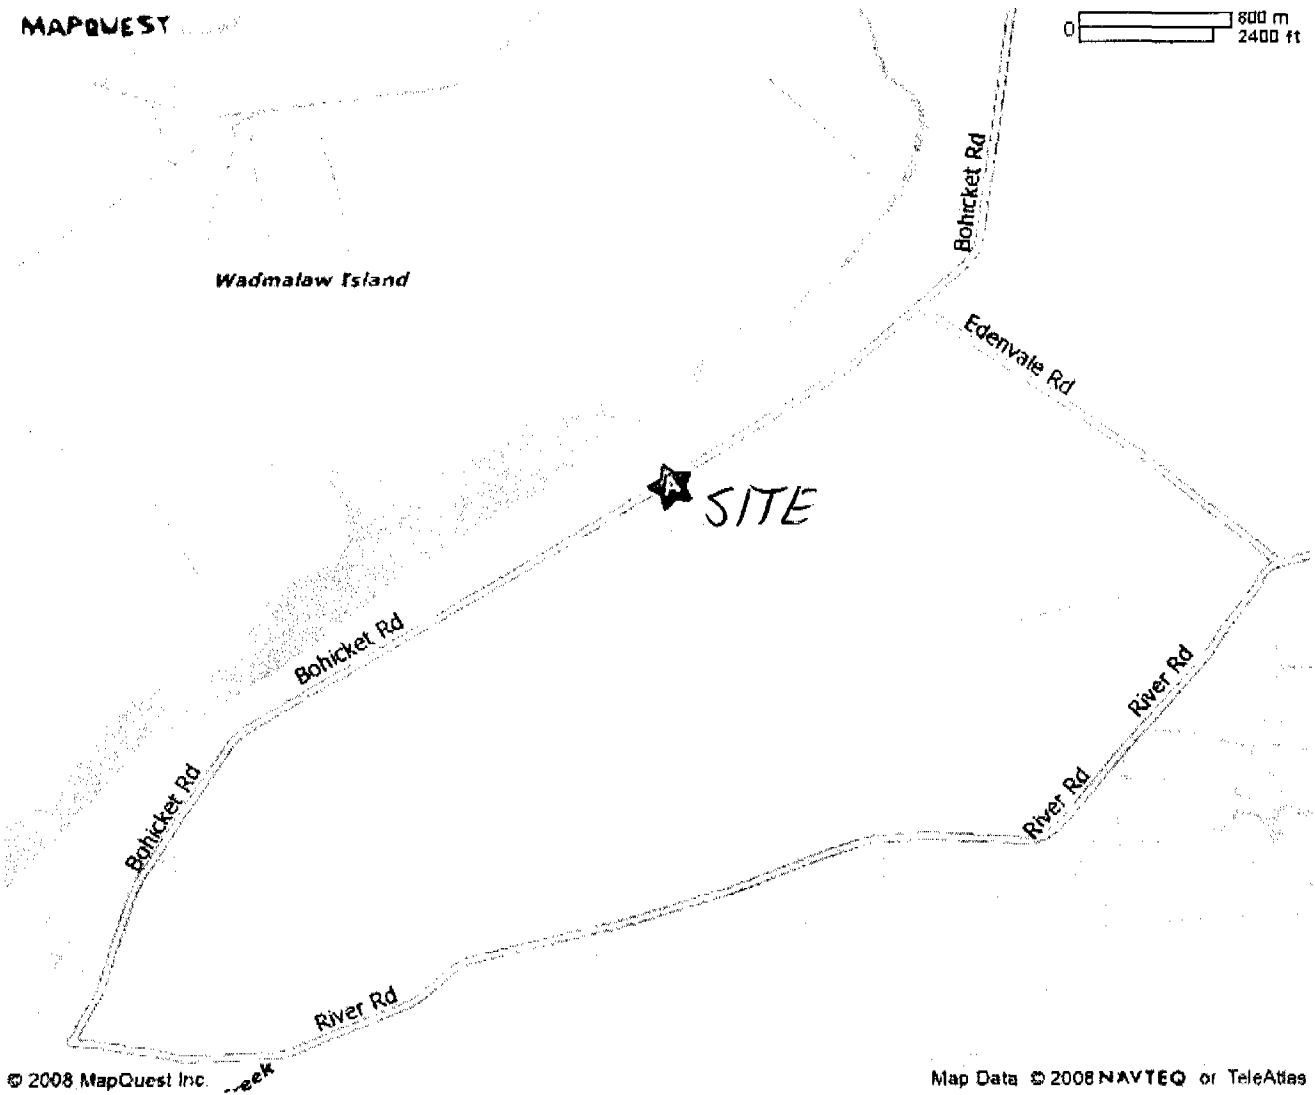 MAPQUEST
0
800 m
2400 ft
Bohicket Rd
Wadmalaw Island
Edenvale Rd
A
SITE
Bohicket Rd
River Rd
Bohicket Rd
River Rd
River Rd
© 2008 MapQuest Inc.
reek
Map Data © 2008 NAVTEQ or TeleAtlas